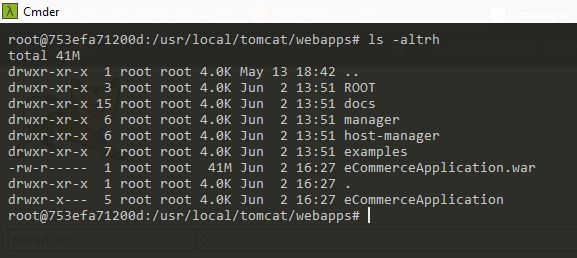 λ Cmder
root@753efa71200d:/usr/local/tomcat/webapps# ls -altrh
total 41M
drwxr-xr-x  1 root root 4.0K May 13 18:42 ..
drwxr-xr-x  3 root root 4.0K Jun  2 13:51 ROOT
drwxr-xr-x 15 root root 4.0K Jun  2 13:51 docs
drwxr-xr-x  6 root root 4.0K Jun  2 13:51 manager
drwxr-xr-x  6 root root 4.0K Jun  2 13:51 host-manager
drwxr-xr-x  7 root root 4.0K Jun  2 13:51 examples
-rw-r-----  1 root root  41M Jun  2 16:27 eCommerceApplication.war
drwxr-xr-x  1 root root 4.0K Jun  2 16:27 .
drwxr-x---  5 root root 4.0K Jun  2 16:27 eCommerceApplication
root@753efa71200d:/usr/local/tomcat/webapps#
Nachricht: